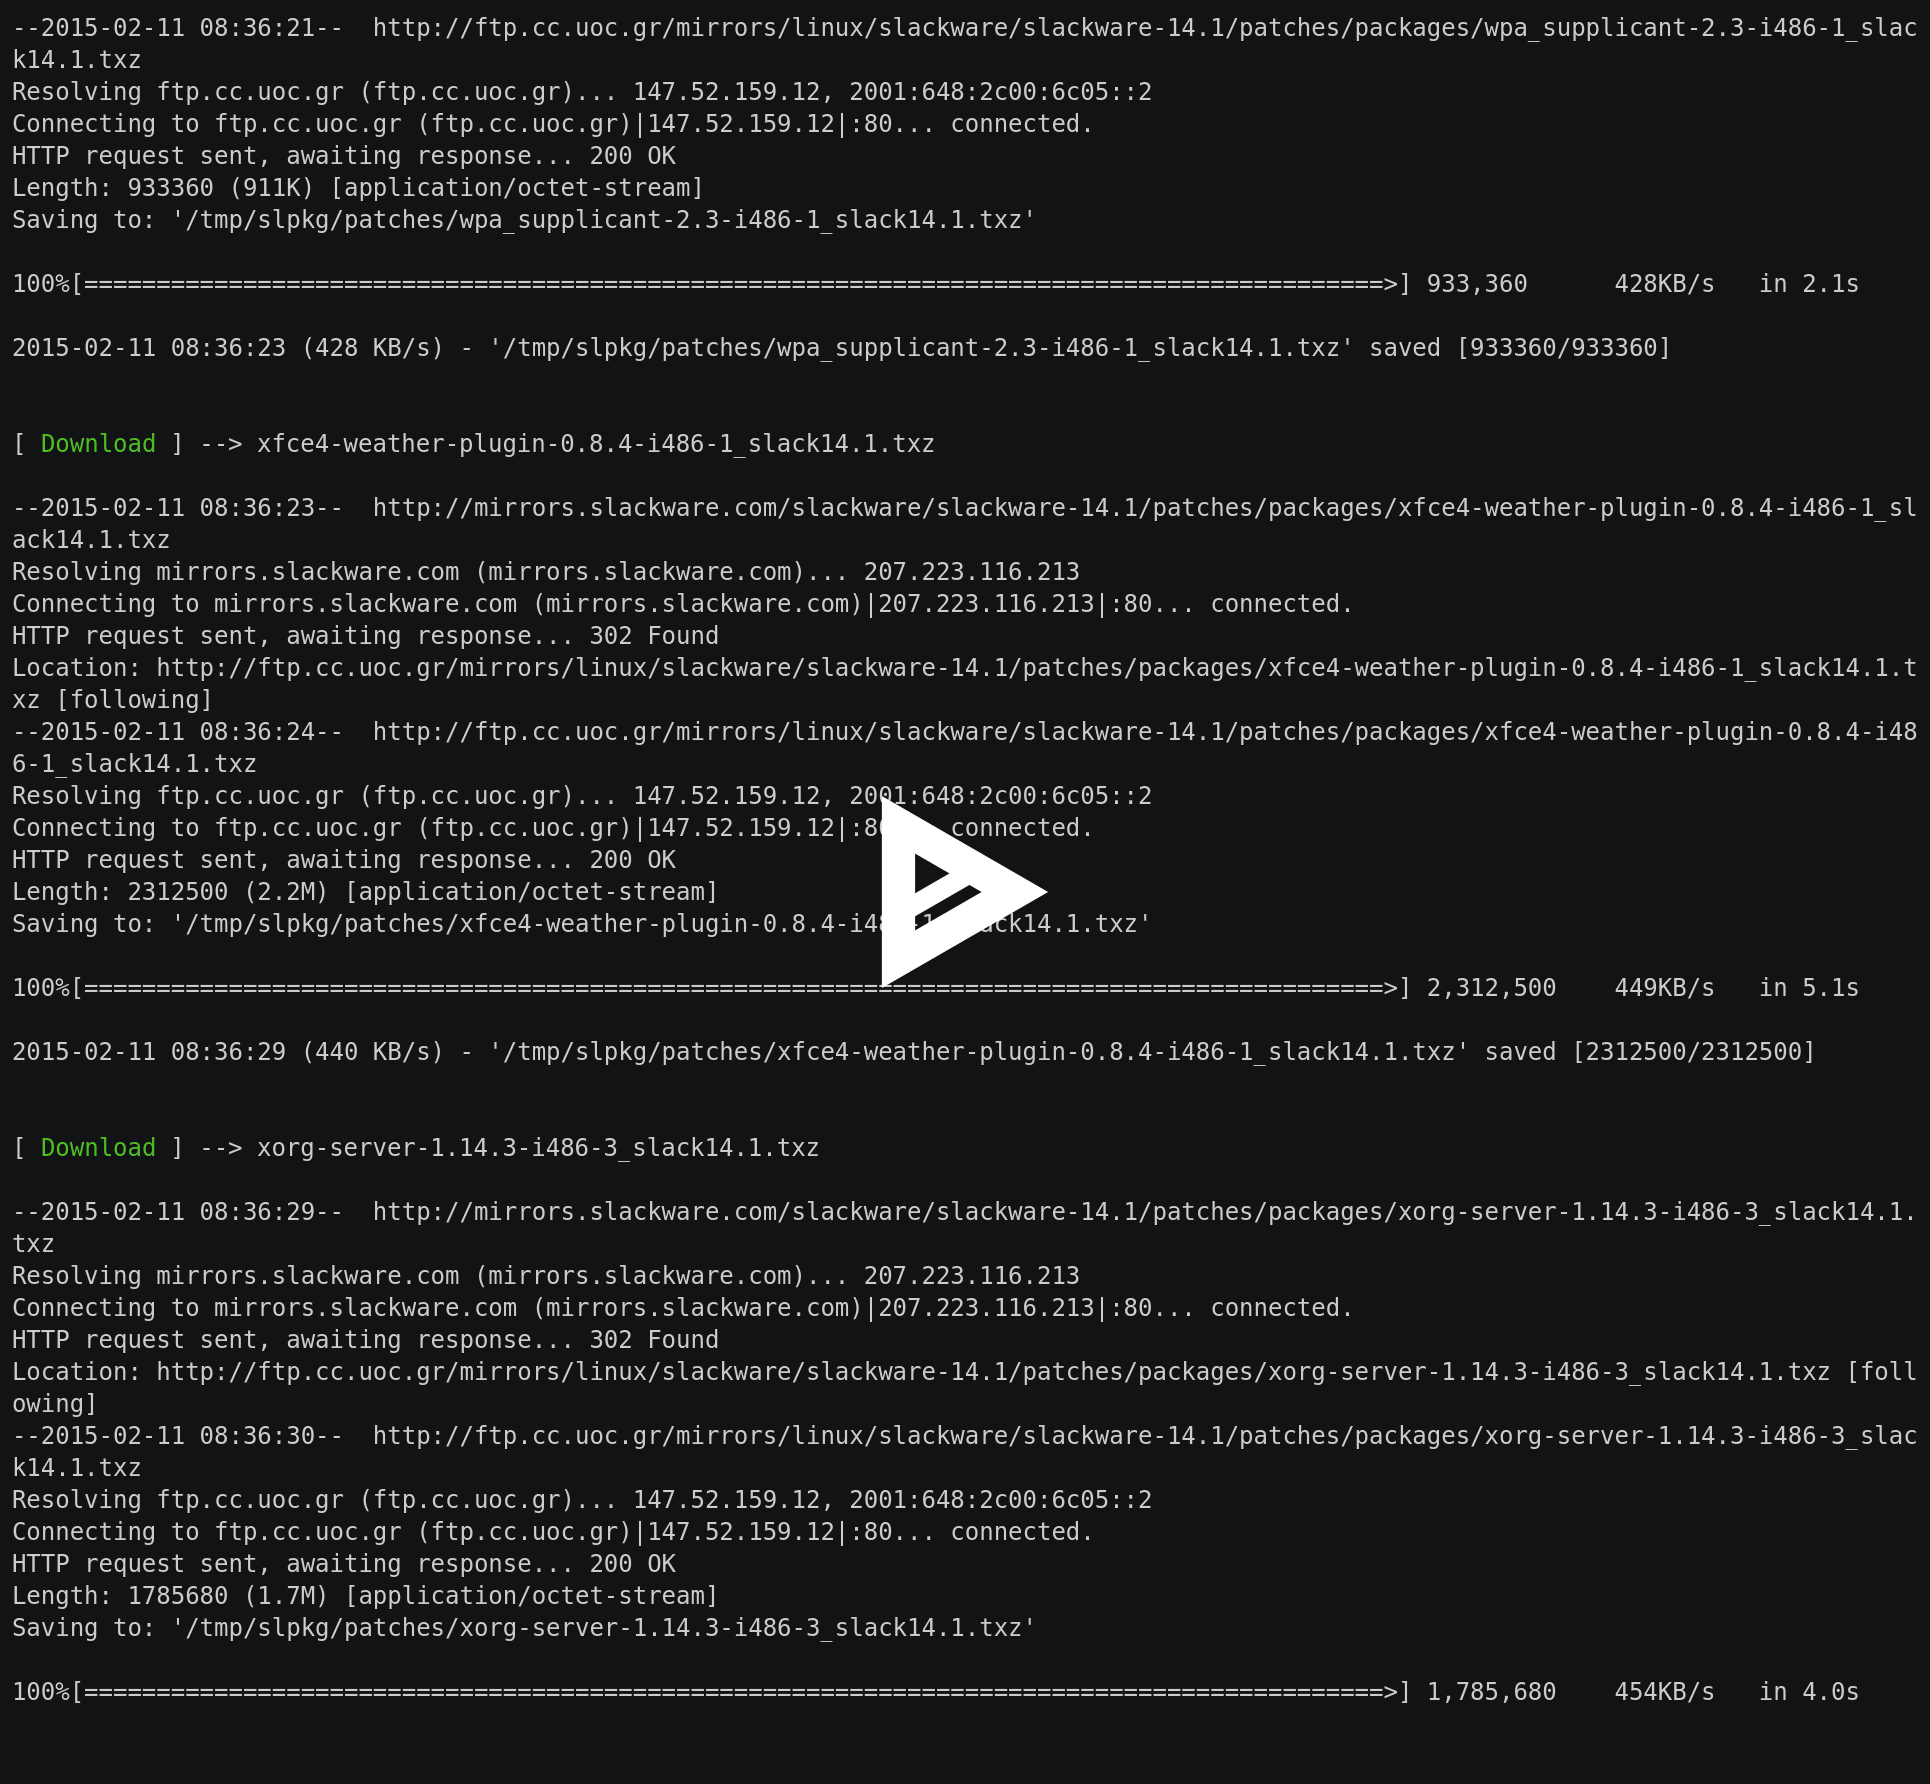 --2015-02-11 08:36:21--  http://ftp.cc.uoc.gr/mirrors/linux/slackware/slackware-14.1/patches/packages/wpa_supplicant-2.3-i486-1_slac
k14.1.txz
Resolving ftp.cc.uoc.gr (ftp.cc.uoc.gr)... 147.52.159.12, 2001:648:2c00:6c05::2
Connecting to ftp.cc.uoc.gr (ftp.cc.uoc.gr)|147.52.159.12|:80... connected.
HTTP request sent, awaiting response... 200 OK
Length: 933360 (911K) [application/octet-stream]
Saving to: '/tmp/slpkg/patches/wpa_supplicant-2.3-i486-1_slack14.1.txz'
100%[==========================================================================================>] 933,360      428KB/s   in 2.1s
2015-02-11 08:36:23 (428 KB/s) - '/tmp/slpkg/patches/wpa_supplicant-2.3-i486-1_slack14.1.txz' saved [933360/933360]
[ Download ] --> xfce4-weather-plugin-0.8.4-i486-1_slack14.1.txz
--2015-02-11 08:36:23--  http://mirrors.slackware.com/slackware/slackware-14.1/patches/packages/xfce4-weather-plugin-0.8.4-i486-1_sl
ack14.1.txz
Resolving mirrors.slackware.com (mirrors.slackware.com)... 207.223.116.213
Connecting to mirrors.slackware.com (mirrors.slackware.com)|207.223.116.213|:80... connected.
HTTP request sent, awaiting response... 302 Found
Location: http://ftp.cc.uoc.gr/mirrors/linux/slackware/slackware-14.1/patches/packages/xfce4-weather-plugin-0.8.4-i486-1_slack14.1.t
xz [following]
--2015-02-11 08:36:24--  http://ftp.cc.uoc.gr/mirrors/linux/slackware/slackware-14.1/patches/packages/xfce4-weather-plugin-0.8.4-i48
6-1_slack14.1.txz
Resolving ftp.cc.uoc.gr (ftp.cc.uoc.gr)... 147.52.159.12, 2001:648:2c00:6c05::2
Connecting to ftp.cc.uoc.gr (ftp.cc.uoc.gr)|147.52.159.12|:80... connected.
HTTP request sent, awaiting response... 200 OK
Length: 2312500 (2.2M) [application/octet-stream]
Saving to: '/tmp/slpkg/patches/xfce4-weather-plugin-0.8.4-i486-1_slack14.1.txz'
100%[==========================================================================================>] 2,312,500    449KB/s   in 5.1s
2015-02-11 08:36:29 (440 KB/s) - '/tmp/slpkg/patches/xfce4-weather-plugin-0.8.4-i486-1_slack14.1.txz' saved [2312500/2312500]
[ Download ] --> xorg-server-1.14.3-i486-3_slack14.1.txz
--2015-02-11 08:36:29--  http://mirrors.slackware.com/slackware/slackware-14.1/patches/packages/xorg-server-1.14.3-i486-3_slack14.1.
txz
Resolving mirrors.slackware.com (mirrors.slackware.com)... 207.223.116.213
Connecting to mirrors.slackware.com (mirrors.slackware.com)|207.223.116.213|:80... connected.
HTTP request sent, awaiting response... 302 Found
Location: http://ftp.cc.uoc.gr/mirrors/linux/slackware/slackware-14.1/patches/packages/xorg-server-1.14.3-i486-3_slack14.1.txz [foll
owing]
--2015-02-11 08:36:30--  http://ftp.cc.uoc.gr/mirrors/linux/slackware/slackware-14.1/patches/packages/xorg-server-1.14.3-i486-3_slac
k14.1.txz
Resolving ftp.cc.uoc.gr (ftp.cc.uoc.gr)... 147.52.159.12, 2001:648:2c00:6c05::2
Connecting to ftp.cc.uoc.gr (ftp.cc.uoc.gr)|147.52.159.12|:80... connected.
HTTP request sent, awaiting response... 200 OK
Length: 1785680 (1.7M) [application/octet-stream]
Saving to: '/tmp/slpkg/patches/xorg-server-1.14.3-i486-3_slack14.1.txz'
100%[==========================================================================================>] 1,785,680    454KB/s   in 4.0s